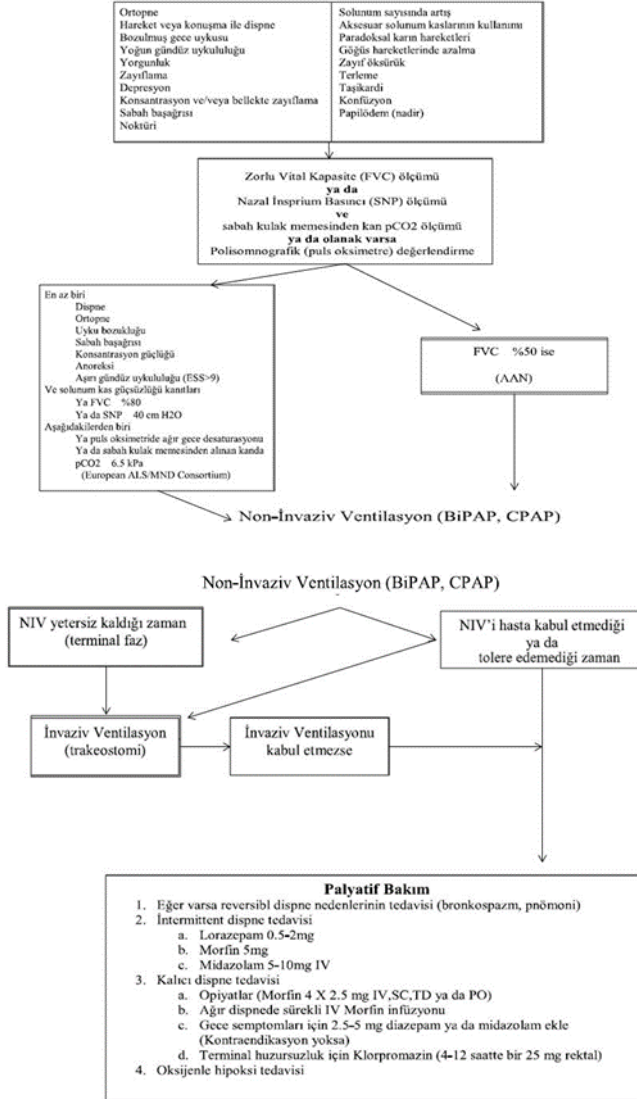 Ortopne
Hareket veya konuşma ile dispne
Bozulmuş gece uykusu
Yoğun gündüz uykululuğu
Yorgunluk
Zayıflama
Depresyon
Konsantrasyon ve/veya bellekte zayıflama
Sabah başağrısı
Noktüri
Solunum sayısında artış
Aksesuar solunum kaslarının kullanımı
Paradoksal karın hareketleri
Göğüs hareketlerinde azalma
Zayıf öksürük
Terleme
Taşikardi
Konfüzyon
Papilödem (nadir)
Zorlu Vital Kapasite (FVC) ölçümü
ya da
Nazal İnsprium Basıncı (SNP) ölçümü
ve
sabah kulak memesinden kan pCO2 ölçümü
ya da olanak varsa
Polisomnografik (puls oksimetre) değerlendirme
En az biri
Dispne
Ortopne
Uyku bozukluğu
Sabah başağrısı
Konsantrasyon güçlüğü
Anoreksi
Aşırı gündüz uykululuğu (ESS>9)
Ve solunum kas güçsüzlüğü kanıtları
Ya FVC %80
Ya da SNP 40 cm H2O
Aşağıdakilerden biri
Ya puls oksimetride ağır gece desaturasyonu
Ya da sabah kulak memesinden alınan kanda
pCO2 6.5 kPa
(European ALS/MND Consortium)
FVC %50 ise
(AAN)
Non-İnvaziv Ventilasyon (BiPAP, CPAP)
Non-İnvaziv Ventilasyon (BiPAP, CPAP)
NIV yetersiz kaldığı zaman
(terminal faz)
NIV'i hasta kabul etmediği
ya da
tolere edemediği zaman
İnvaziv Ventilasyon
(trakeostomi)
İnvaziv Ventilasyonu
kabul etmezse
Palyatif Bakım
1. Eğer varsa reversibl dispne nedenlerinin tedavisi (bronkospazm, pnömoni)
2. İntermittent dispne tedavisi
a. Lorazepam 0.5-2mg
b. Morfin 5mg
c. Midazolam 5-10mg IV
3. Kalıcı dispne tedavisi
a. Opiyatlar (Morfin 4 X 2.5 mg IV,SC,TD ya da PO)
b. Ağır dispnede sürekli IV Morfin infüzyonu
c. Gece semptomları için 2.5-5 mg diazepam ya da midazolam ekle
(Kontraendikasyon yoksa)
d. Terminal huzursuzluk için Klorpromazin (4-12 saatte bir 25 mg rektal)
4. Oksijenle hipoksi tedavisi